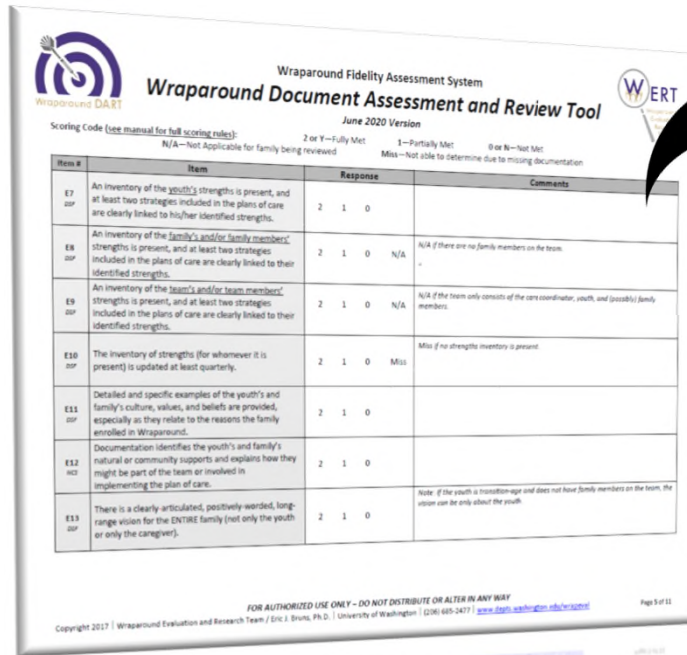 Wraparound DART
Wraparound Fidelity Assessment System
Wraparound Document Assessment and Review Tool
WERT
June 2020 Version
Scoring Code (see manual for full scoring rules):
2 or Y—Fully Met 1—Partially Met 0 or N—Not Met
N/A—Not Applicable for family being reviewed Miss—Not able to determine due to missing documentation
Item # Item Response Comments
E7
DSP
An inventory of the youth's strengths is present, and
at least two strategies included in the plans of care
are clearly linked to his/her identified strengths.
2 1 0
E8
DSP
An inventory of the family's and/or family members'
strengths is present, and at least two strategies
included in the plans of care are clearly linked to their
identified strengths.
2 1 0 N/A
N/A if there are no family members on the team.
E9
DSP
An inventory of the team's and/or team members'
strengths is present, and at least two strategies
included in the plans of care are clearly linked to their
identified strengths.
2 1 0 N/A
N/A if the team only consists of the care coordinator, youth, and (possibly) family
members.
E10
DSP
The inventory of strengths (for whomever it is
present) is updated at least quarterly.
2 1 0 Miss
Miss if no strengths inventory is present.
E11
DSP
Detailed and specific examples of the youth's and
family's culture, values, and beliefs are provided,
especially as they relate to the reasons the family
enrolled in Wraparound.
2 1 0
E12
Documentation identifies the youth's and family's
natural or community supports and explains how they
might be part of the team or involved in
implementing the plan of care.
2 1 0
E13
DSP
There is a clearly-articulated, positively-worded, long-
range vision for the ENTIRE family (not only the youth
or only the caregiver).
2 1 0
Note: if the youth is transition-age and does not have family members on the team, the
vision can be only about the youth.
FOR AUTHORIZED USE ONLY – DO NOT DISTRIBUTE OR ALTER IN ANY WAY
Copyright 2017 | Wraparound Evaluation and Research Team / Eric J. Bruns, Ph.D. | University of Washington | (206) 685-2477 | www.depts.washington.edu/wrapeval
Page 5 of 11